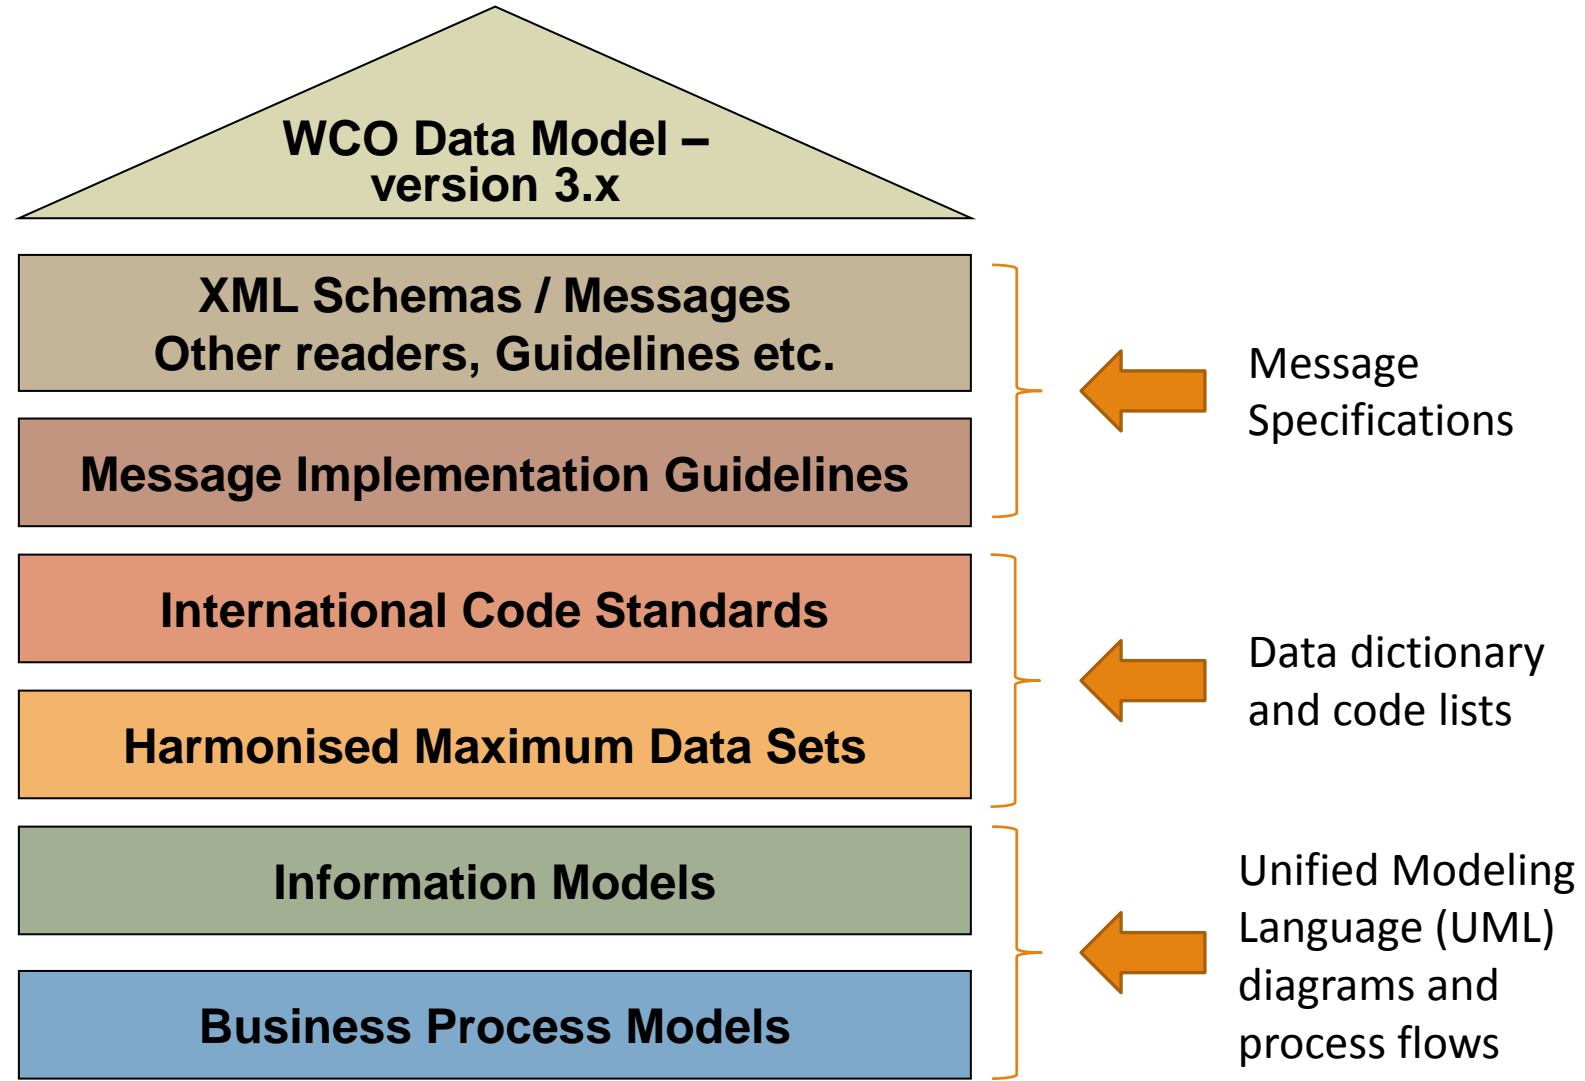 WCO Data Model –
version 3.x
XML Schemas / Messages
Other readers, Guidelines etc.
Message Implementation Guidelines
Message
Specifications
International Code Standards
Harmonised Maximum Data Sets
Data dictionary
and code lists
Information Models
Business Process Models
Unified Modeling
Language (UML)
diagrams and
process flows